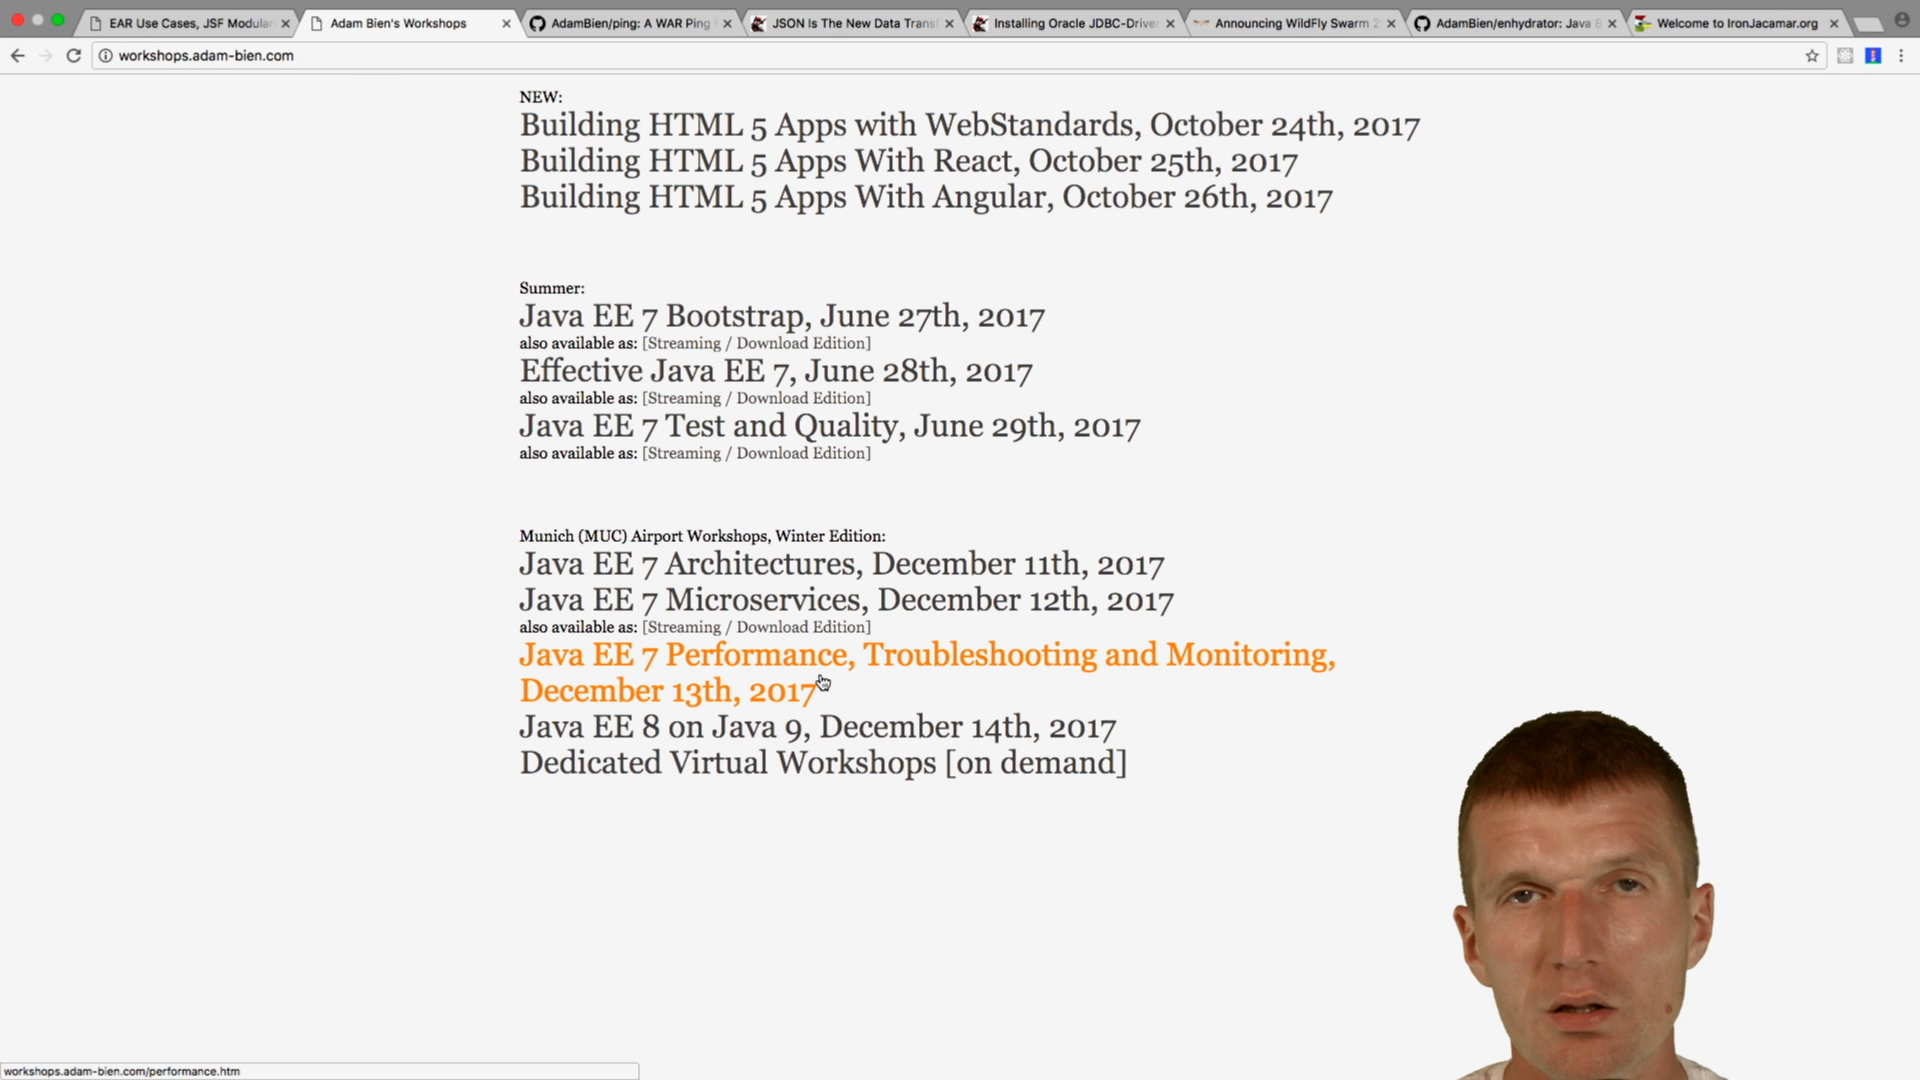 EAR Use Cases, JSF Modular
Adam Bien's Workshops
AdamBien/ping: A WAR Ping
JSON Is The New Data Trans
Installing Oracle JDBC-Driver
Announcing WildFly Swarm 2
AdamBien/enhydrator: Java 8
Welcome to IronJacamar.org
workshops.adam-bien.com
NEW:
Building HTML 5 Apps with WebStandards, October 24th, 2017
Building HTML 5 Apps With React, October 25th, 2017
Building HTML 5 Apps With Angular, October 26th, 2017
Summer:
Java EE 7 Bootstrap, June 27th, 2017
also available as: [Streaming / Download Edition]
Effective Java EE 7, June 28th, 2017
also available as: [Streaming / Download Edition]
Java EE 7 Test and Quality, June 29th, 2017
also available as: [Streaming / Download Edition]
Munich (MUC) Airport Workshops, Winter Edition:
Java EE 7 Architectures, December 11th, 2017
Java EE 7 Microservices, December 12th, 2017
also available as: [Streaming / Download Edition]
Java EE 7 Performance, Troubleshooting and Monitoring,
December 13th, 2017
Java EE 8 on Java 9, December 14th, 2017
Dedicated Virtual Workshops [on demand]
workshops.adam-bien.com/performance.htm